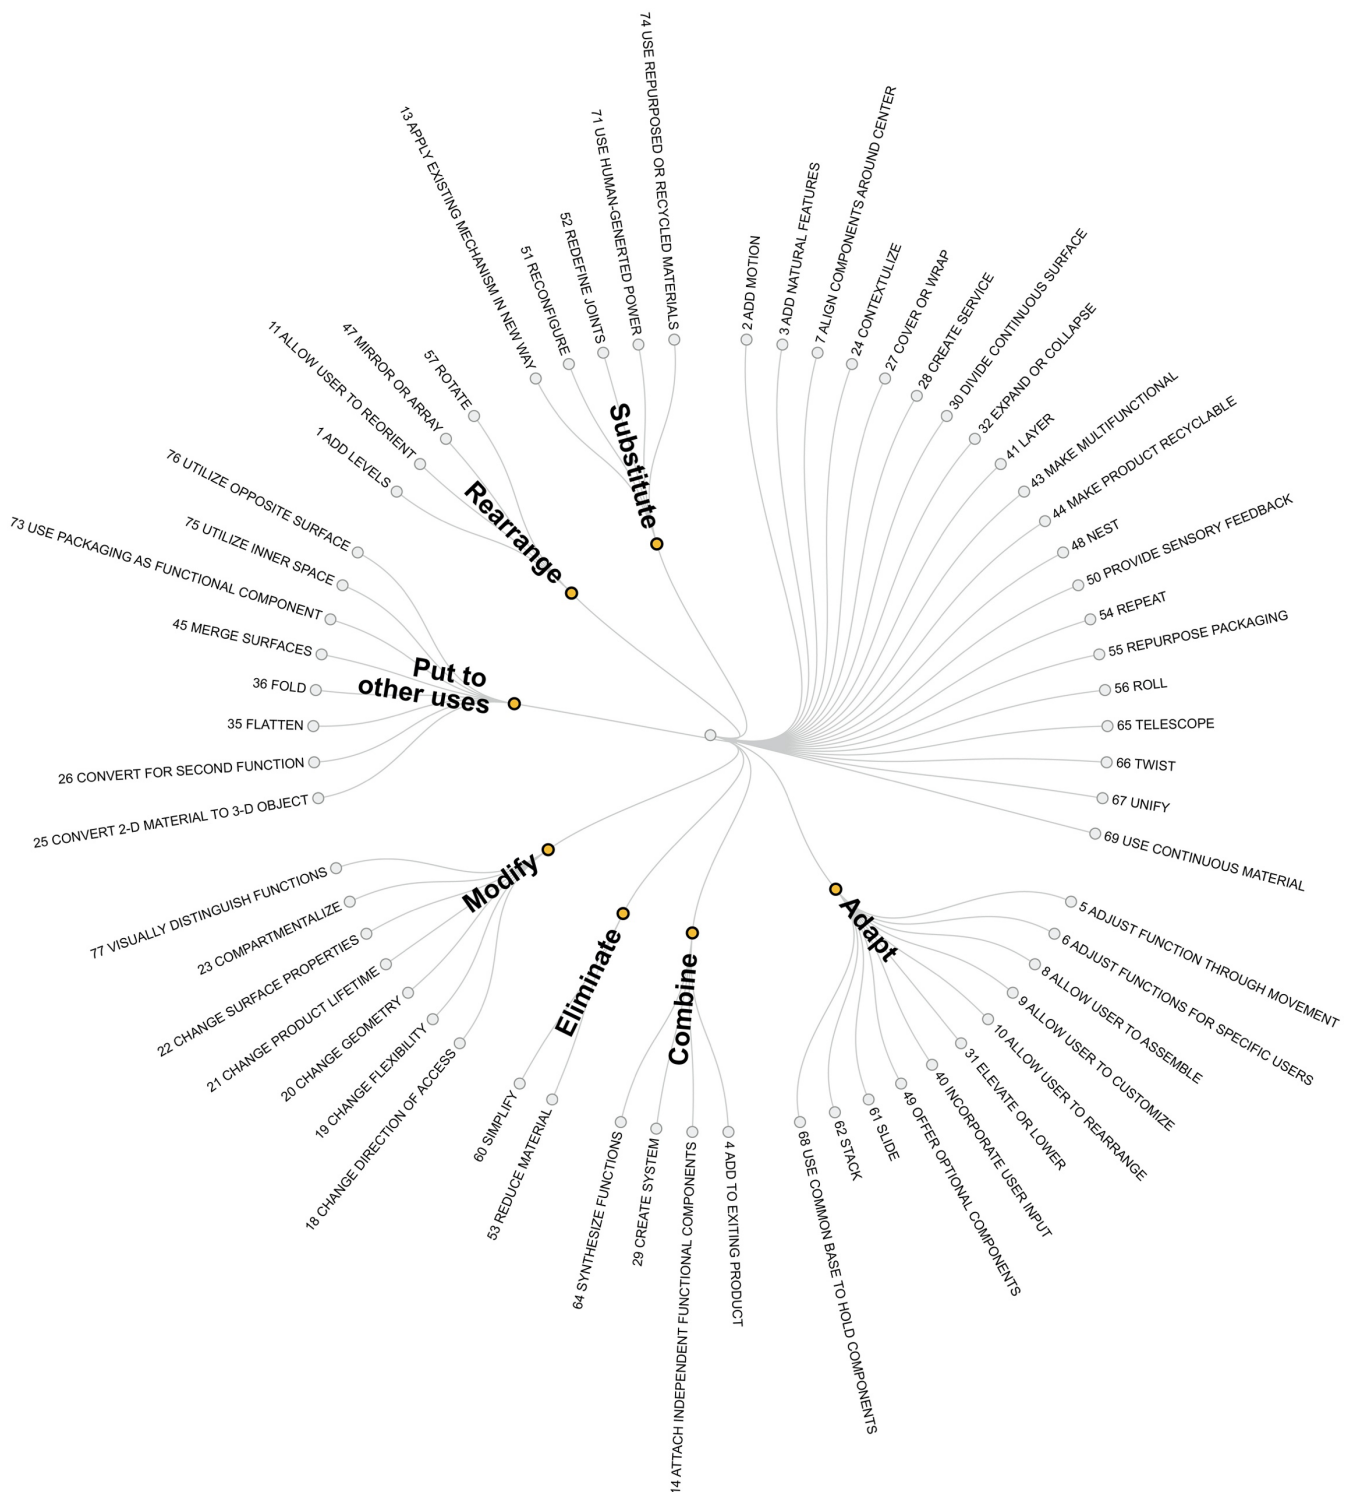 74 USE REPURPOSED OR RECYCLED MATERIALS
71 USE HUMAN-GENERTED POWER
52 REDEFINE JOINTS
51 RECONFIGURE
13 APPLY EXISTING MECHANISM IN NEW WAY
Substitute
57 ROTATE
47 MIRROR OR ARRAY
11 ALLOW USER TO REORIENT
1 ADD LEVELS
Rearrange
76 UTILIZE OPPOSITE SURFACE
75 UTILIZE INNER SPACE
73 USE PACKAGING AS FUNCTIONAL COMPONENT
45 MERGE SURFACES
36 FOLD
35 FLATTEN
26 CONVERT FOR SECOND FUNCTION
25 CONVERT 2-D MATERIAL TO 3-D OBJECT
Put to
other uses
77 VISUALLY DISTINGUISH FUNCTIONS
23 COMPARTMENTALIZE
22 CHANGE SURFACE PROPERTIES
21 CHANGE PRODUCT LIFETIME
20 CHANGE GEOMETRY
19 CHANGE FLEXIBILITY
18 CHANGE DIRECTION OF ACCESS
Modify
60 SIMPLIFY
53 REDUCE MATERIAL
Eliminate
64 SYNTHESIZE FUNCTIONS
29 CREATE SYSTEM
14 ATTACH INDEPENDENT FUNCTIONAL COMPONENTS
4 ADD TO EXITING PRODUCT
Combine
68 USE COMMON BASE TO HOLD COMPONENTS
62 STACK
61 SLIDE
49 OFFER OPTIONAL COMPONENTS
40 INCORPORATE USER INPUT
31 ELEVATE OR LOWER
10 ALLOW USER TO REARRANGE
9 ALLOW USER TO CUSTOMIZE
8 ALLOW USER TO ASSEMBLE
6 ADJUST FUNCTIONS FOR SPECIFIC USERS
5 ADJUST FUNCTION THROUGH MOVEMENT
Adapt
69 USE CONTINUOUS MATERIAL
67 UNIFY
66 TWIST
65 TELESCOPE
56 ROLL
55 REPURPOSE PACKAGING
54 REPEAT
50 PROVIDE SENSORY FEEDBACK
48 NEST
44 MAKE PRODUCT RECYCLABLE
43 MAKE MULTIFUNCTIONAL
41 LAYER
32 EXPAND OR COLLAPSE
30 DIVIDE CONTINUOUS SURFACE
28 CREATE SERVICE
27 COVER OR WRAP
24 CONTEXTULIZE
7 ALIGN COMPONENTS AROUND CENTER
3 ADD NATURAL FEATURES
2 ADD MOTION